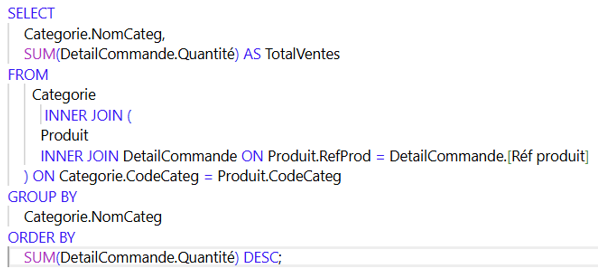 SELECT
Categorie.NomCateg,
SUM(DetailCommande.Quantité) AS TotalVentes
FROM
Categorie
INNER JOIN (
Produit
INNER JOIN DetailCommande ON Produit.RefProd = DetailCommande.[Réf produit]
) ON Categorie.CodeCateg = Produit.CodeCateg
GROUP BY
Categorie.NomCateg
ORDER BY
SUM(DetailCommande.Quantité) DESC;